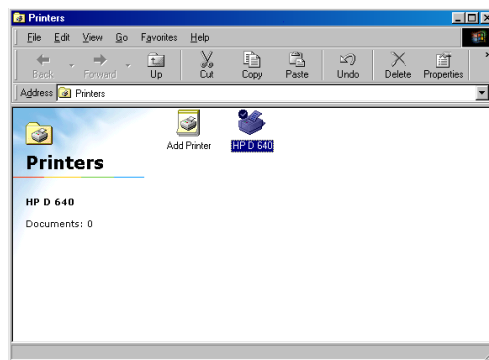 Printers
File Edit View Go Favorites Help
Back Forward Up Cut Copy Paste Undo Delete Properties
Address Printers
Add Printer HP D 640
Printers
HP D 640
Documents: 0